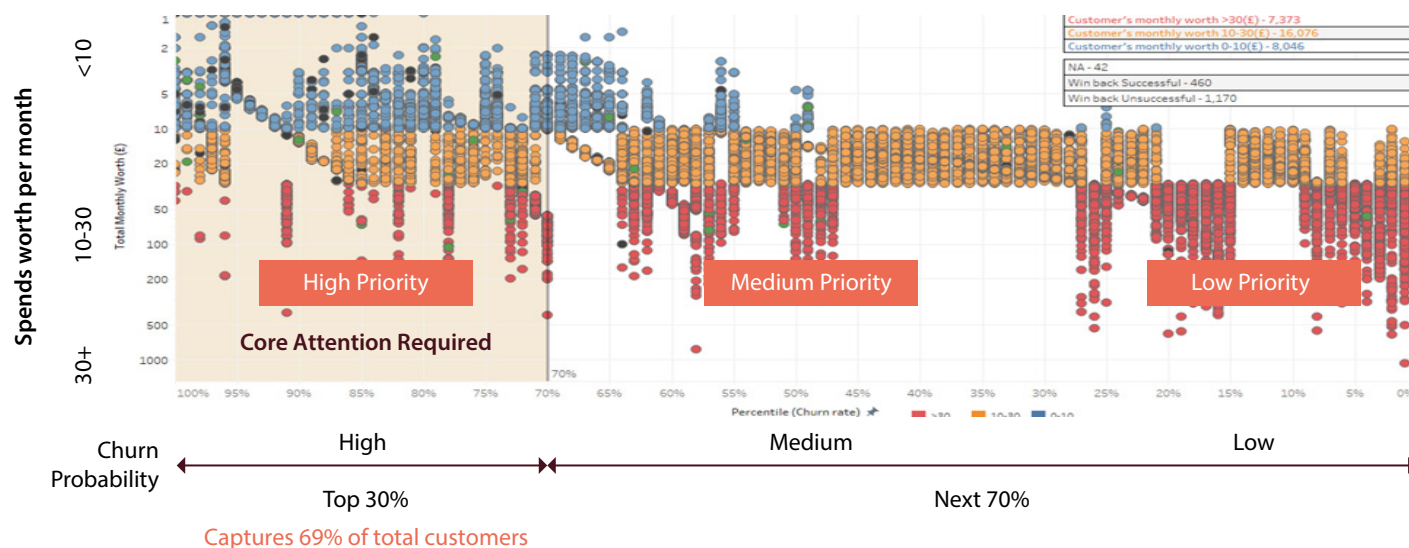 Spends worth per month
<10
10-30
30+
Total Monthly Worth (£)
1
2
5
10
20
50
100
200
500
1000
Customer's monthly worth >30(£) - 7,373
Customer's monthly worth 10-30(£) - 16,076
Customer's monthly worth 0-10(£) - 8,046
NA - 42
Win back Successful - 460
Win back Unsuccessful - 1,170
High Priority
Medium Priority
Low Priority
Core Attention Required
70%
100% 95% 90% 85% 80% 75% 70% 65% 60% 55% 50% 45% 40% 35% 30% 25% 20% 15% 10% 5% 0%
Percentile (Churn rate)
>30 10-30 0-10
Churn
Probability
High
Medium
Low
Top 30%
Next 70%
Captures 69% of total customers